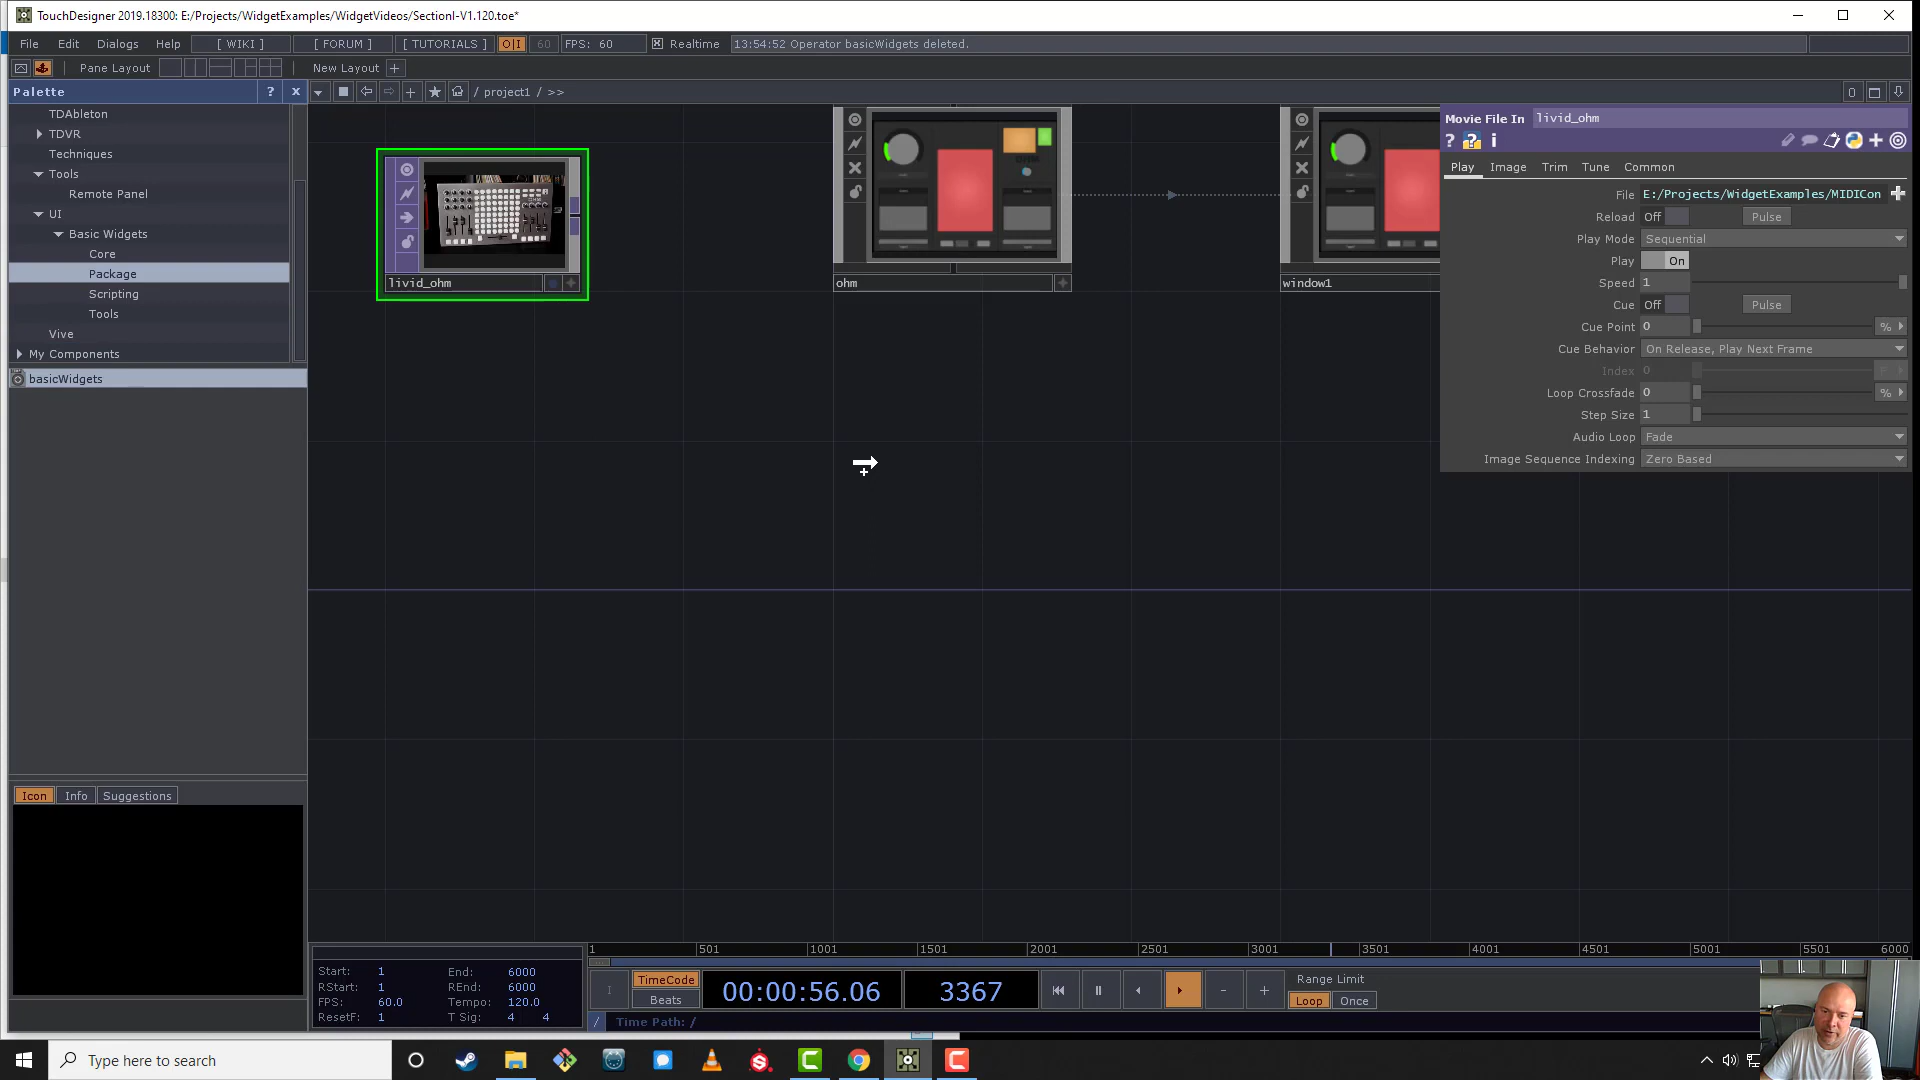 TouchDesigner 2019.18300: E:/Projects/WidgetExamples/WidgetVideos/SectionI-V1.120.toe*
File Edit Dialogs Help [ WIKI ] [ FORUM ] [ TUTORIALS ] O|I 60 FPS: 60 Realtime 13:54:52 Operator basicWidgets deleted.
Pane Layout New Layout +
Palette ? x / project1 / >> 0
TDAbleton
TDVR
Techniques
Tools
Remote Panel
UI
Basic Widgets
Core
Package
Scripting
Tools
Vive
My Components
basicWidgets
livid_ohm
ohm
window1
Movie File In livid_ohm
? ? i
Play Image Trim Tune Common
File E:/Projects/WidgetExamples/MIDICon
Reload Off Pulse
Play Mode Sequential
Play On
Speed 1
Cue Off Pulse
Cue Point 0 %
Cue Behavior On Release, Play Next Frame
Index 0 F
Loop Crossfade 0 %
Step Size 1
Audio Loop Fade
Image Sequence Indexing Zero Based
Icon Info Suggestions
1 501 1001 1501 2001 2501 3001 3501 4001 4501 5001 5501 6000
Start: 1 End: 6000
RStart: 1 REnd: 6000
FPS: 60.0 Tempo: 120.0
ResetF: 1 T Sig: 4 4
TimeCode
Beats
00:00:56.06 3367
Range Limit
Loop Once
/ Time Path: /
Type here to search